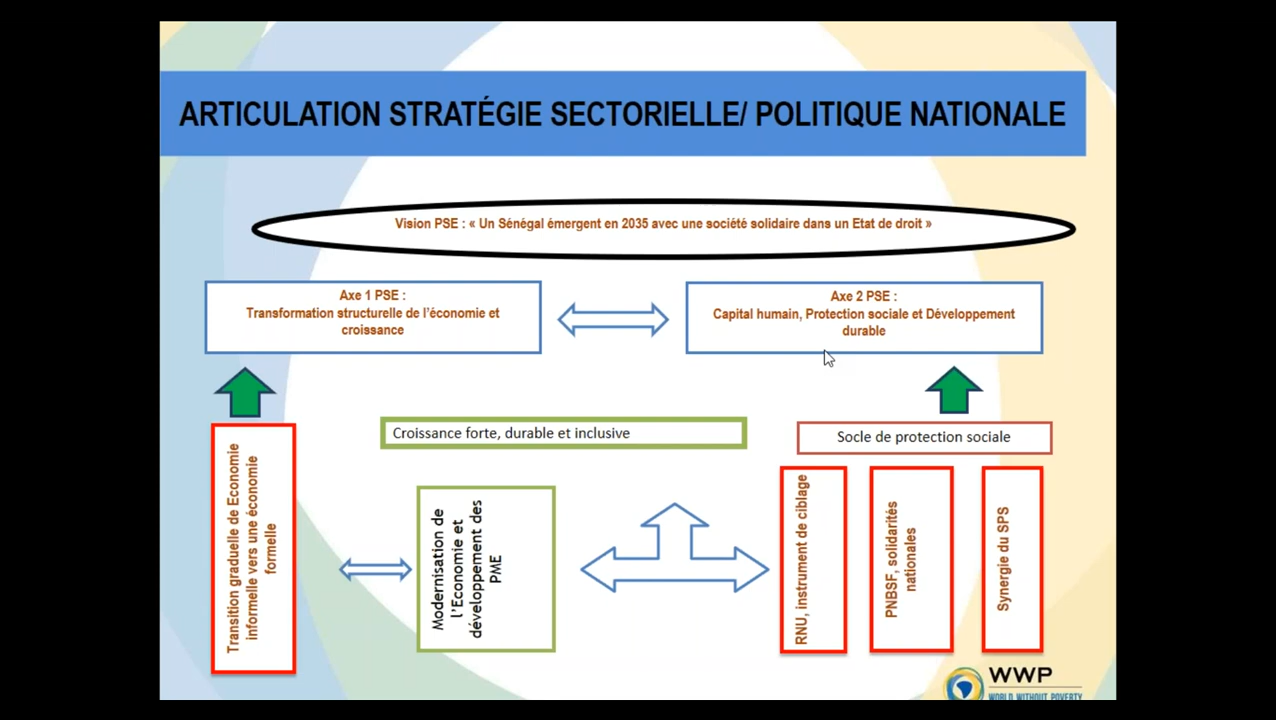 ARTICULATION STRATÉGIE SECTORIELLE/ POLITIQUE NATIONALE
Vision PSE : « Un Sénégal émergent en 2035 avec une société solidaire dans un Etat de droit »
Axe 1 PSE :
Transformation structurelle de l'économie et
croissance
Axe 2 PSE :
Capital humain, Protection sociale et Développement
durable
Croissance forte, durable et inclusive
Socle de protection sociale
Transition graduelle de Economie
informelle vers une économie
formelle
Modernisation de
l'Economie et
développement des
PME
RNU, instrument de ciblage
PNBSF, solidarités
nationales
Synergie du SPS
WWP
WORLD WITHOUT POVERTY